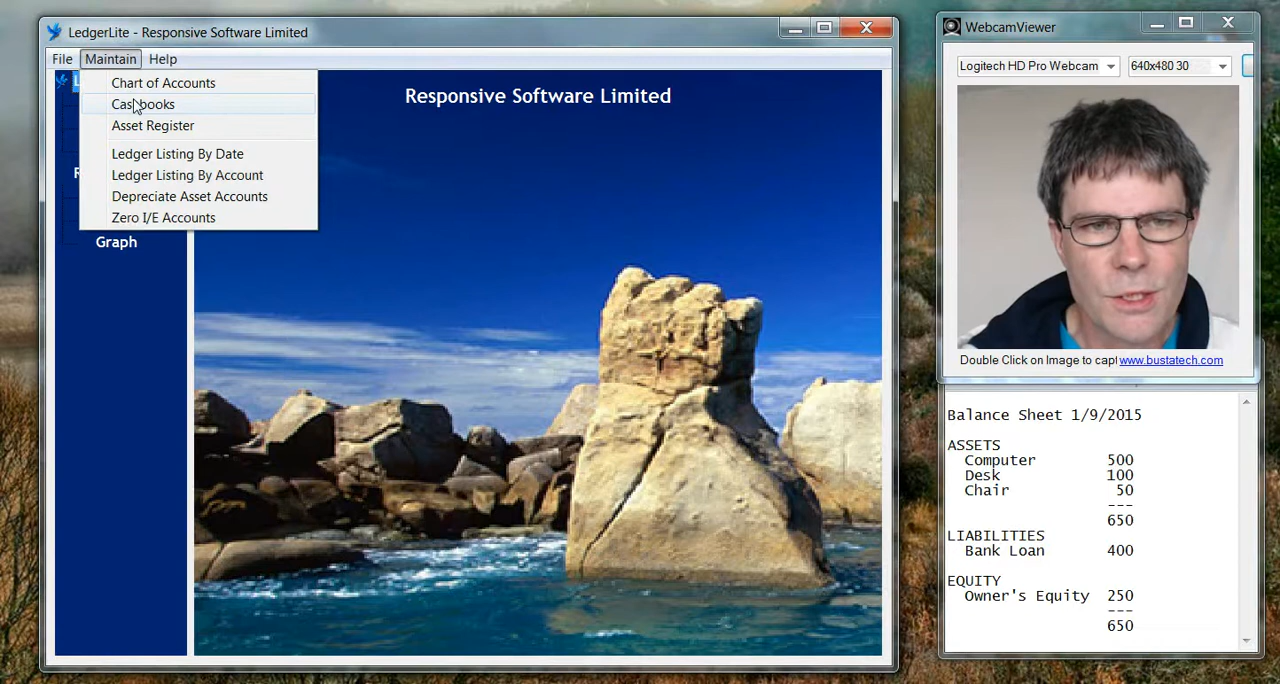 LedgerLite - Responsive Software Limited
File Maintain Help
Chart of Accounts
Cashbooks
Asset Register
Ledger Listing By Date
Ledger Listing By Account
Depreciate Asset Accounts
Zero I/E Accounts
Graph
Responsive Software Limited
WebcamViewer
Logitech HD Pro Webcam 640x480 30
Double Click on Image to capt www.bustatech.com
Balance Sheet 1/9/2015
ASSETS
Computer 500
Desk 100
Chair 50
---
650
LIABILITIES
Bank Loan 400
EQUITY
Owner's Equity 250
---
650